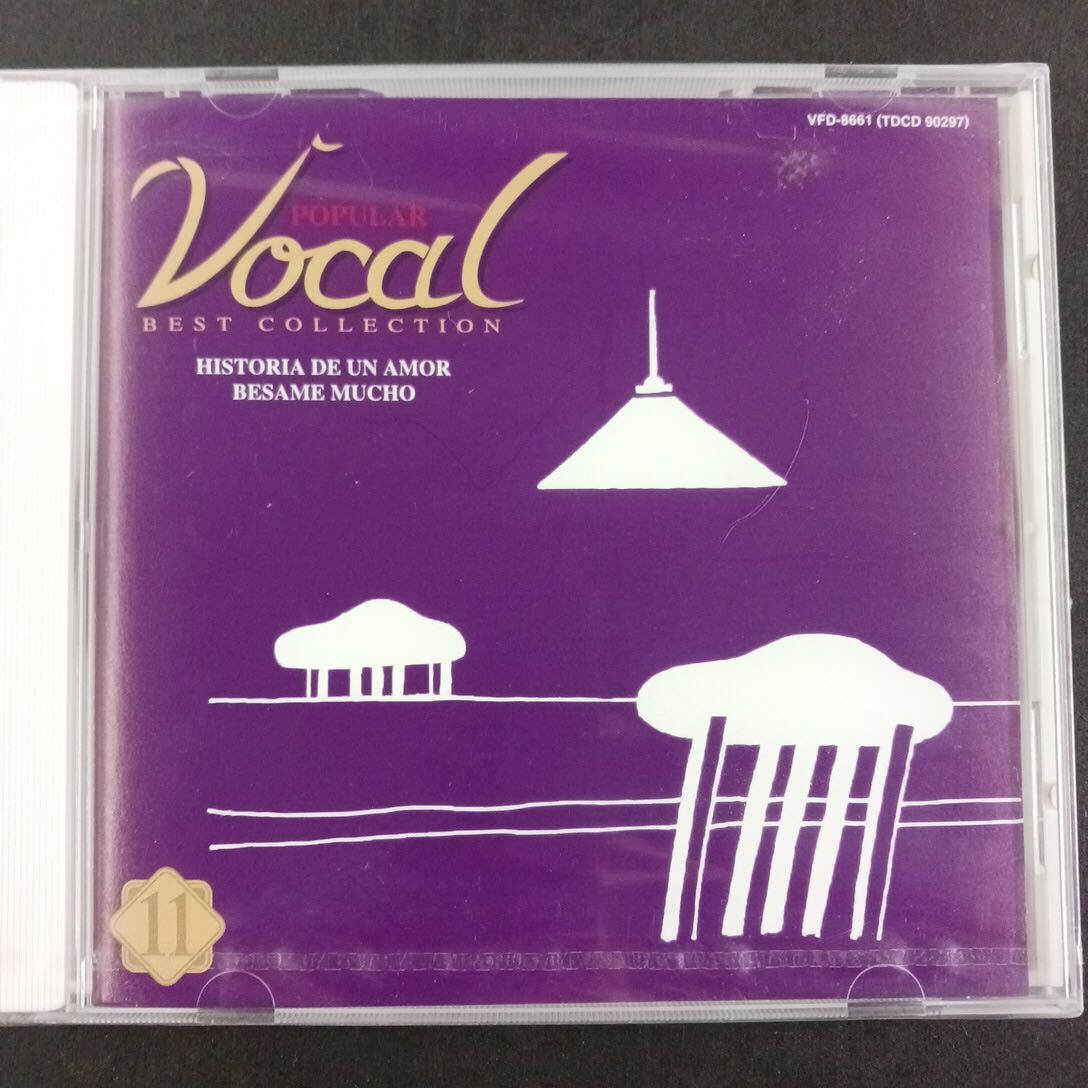 VFD-8661 (TDCD 90297)
POPULAR
Vocal
BEST COLLECTION
HISTORIA DE UN AMOR
BESAME MUCHO
11